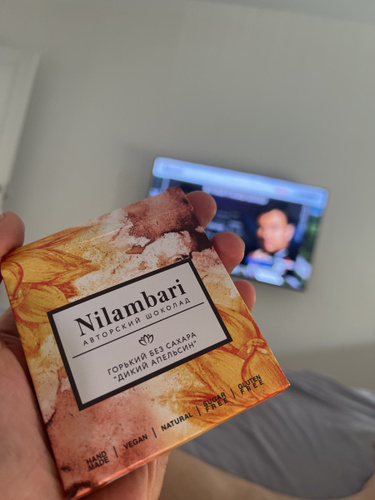 Nilambari
АВТОРСКИЙ ШОКОЛАД
ГОРЬКИЙ БЕЗ САХАРА
"ДИКИЙ АПЕЛЬСИН"
HAND MADE | VEGAN | NATURAL | SUGAR FREE | GLUTEN FREE